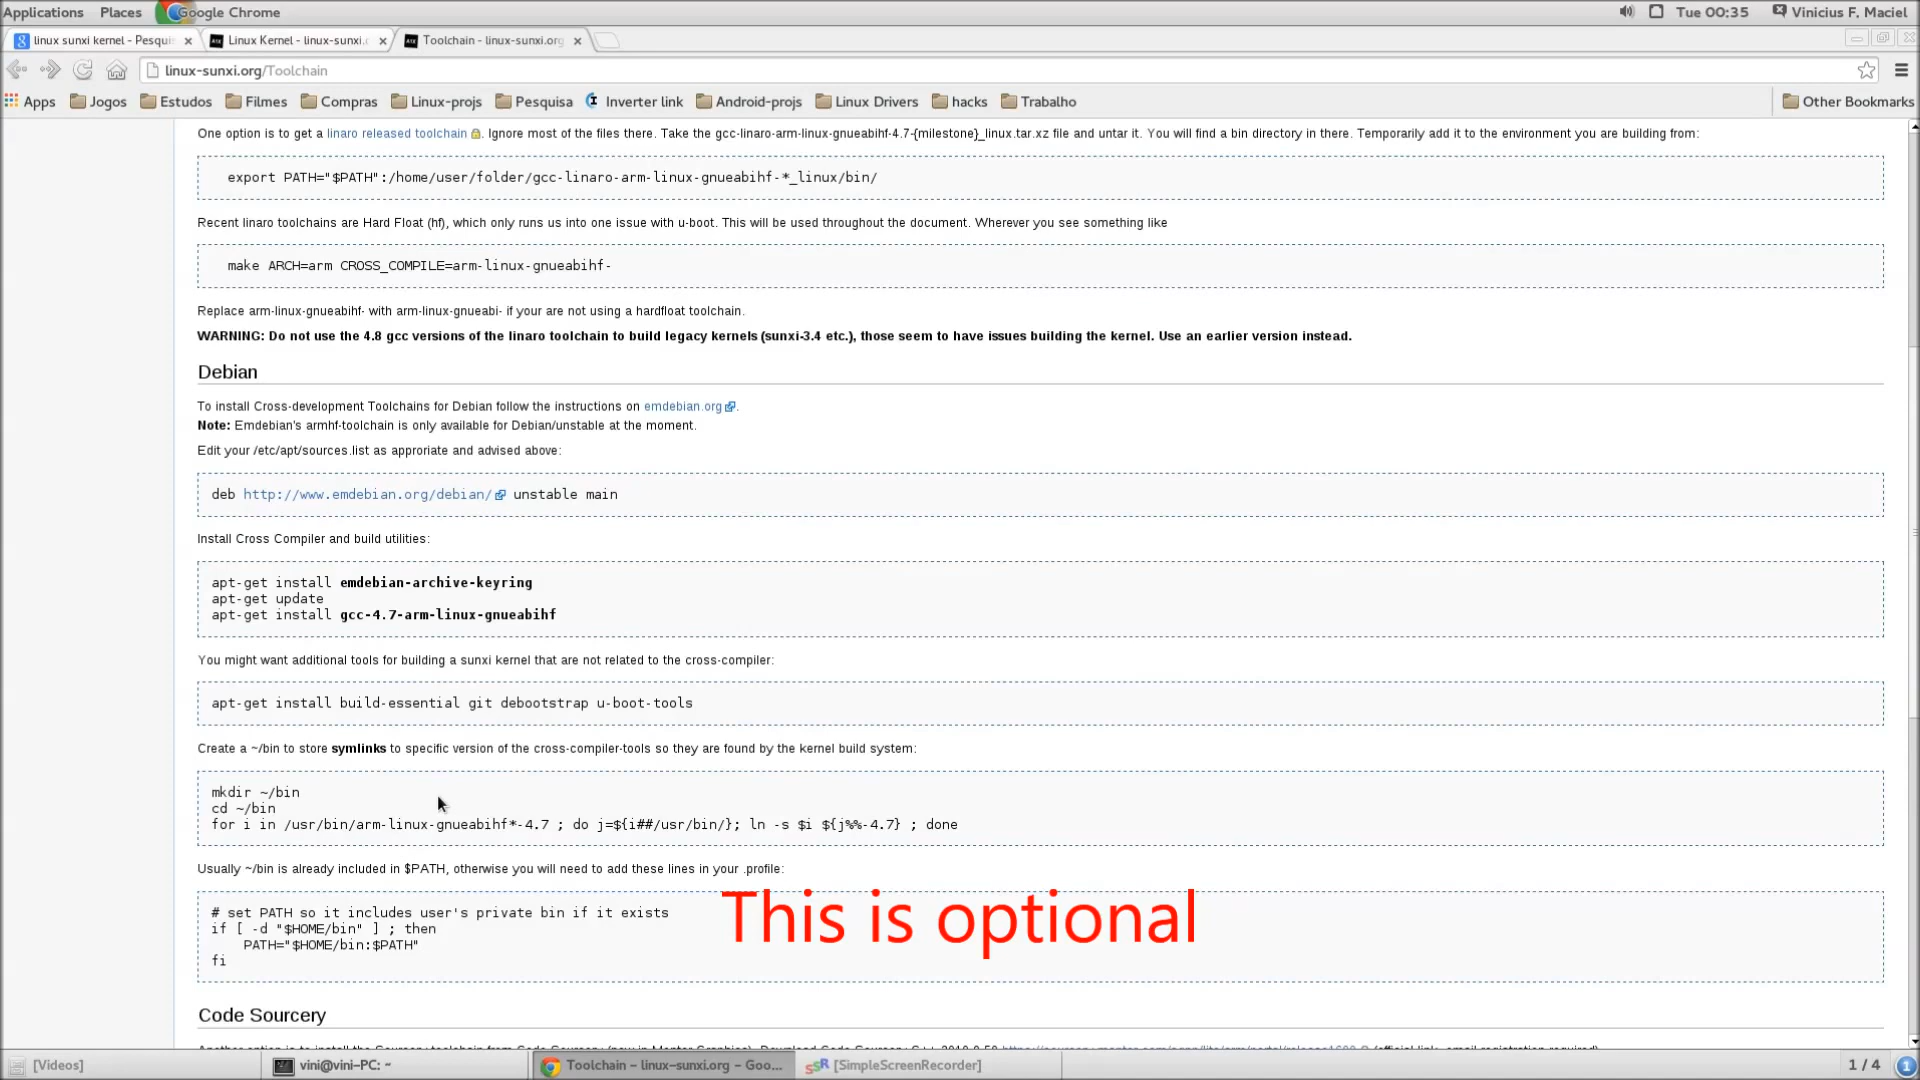 Applications Places Google Chrome Tue 00:35 Vinicius F. Maciel
linux sunxi kernel - Pesqui Linux Kernel - linux-sunxi. Toolchain - linux-sunxi.org
linux-sunxi.org/Toolchain
Apps Jogos Estudos Filmes Compras Linux-projs Pesquisa Inverter link Android-projs Linux Drivers hacks Trabalho Other Bookmarks
One option is to get a linaro released toolchain . Ignore most of the files there. Take the gcc-linaro-arm-linux-gnueabihf-4.7-{milestone}_linux.tar.xz file and untar it. You will find a bin directory in there. Temporarily add it to the environment you are building from:
export PATH="$PATH":/home/user/folder/gcc-linaro-arm-linux-gnueabihf-*_linux/bin/
Recent linaro toolchains are Hard Float (hf), which only runs us into one issue with u-boot. This will be used throughout the document. Wherever you see something like
make ARCH=arm CROSS_COMPILE=arm-linux-gnueabihf-
Replace arm-linux-gnueabihf- with arm-linux-gnueabi- if your are not using a hardfloat toolchain.
WARNING: Do not use the 4.8 gcc versions of the linaro toolchain to build legacy kernels (sunxi-3.4 etc.), those seem to have issues building the kernel. Use an earlier version instead.
Debian
To install Cross-development Toolchains for Debian follow the instructions on emdebian.org .
Note: Emdebian's armhf-toolchain is only available for Debian/unstable at the moment.
Edit your /etc/apt/sources.list as approriate and advised above:
deb http://www.emdebian.org/debian/ unstable main
Install Cross Compiler and build utilities:
apt-get install emdebian-archive-keyring
apt-get update
apt-get install gcc-4.7-arm-linux-gnueabihf
You might want additional tools for building a sunxi kernel that are not related to the cross-compiler:
apt-get install build-essential git debootstrap u-boot-tools
Create a ~/bin to store symlinks to specific version of the cross-compiler-tools so they are found by the kernel build system:
mkdir ~/bin
cd ~/bin
for i in /usr/bin/arm-linux-gnueabihf*-4.7 ; do j=${i##/usr/bin/}; ln -s $i ${j%%-4.7} ; done
Usually ~/bin is already included in $PATH, otherwise you will need to add these lines in your .profile:
# set PATH so it includes user's private bin if it exists
if [ -d "$HOME/bin" ] ; then
PATH="$HOME/bin:$PATH"
fi
This is optional
Code Sourcery
[Videos] vini@vini-PC: ~ Toolchain - linux-sunxi.org - Goo... [SimpleScreenRecorder] 1 / 4 1